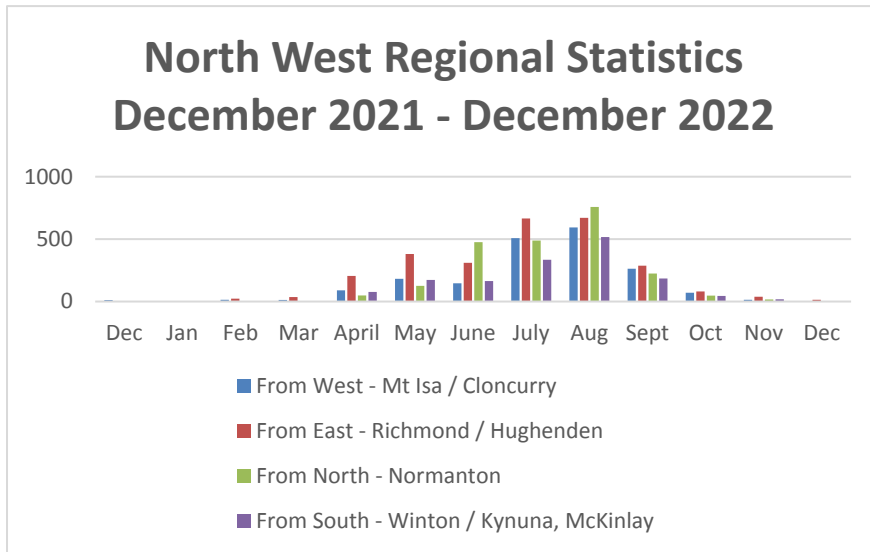 North West Regional Statistics
December 2021 - December 2022
1000
500
0
Dec Jan Feb Mar April May June July Aug Sept Oct Nov Dec
From West - Mt Isa / Cloncurry
From East - Richmond / Hughenden
From North - Normanton
From South - Winton / Kynuna, McKinlay